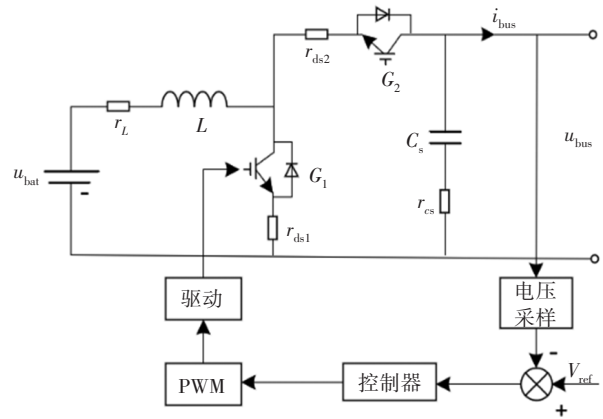 i_bus
r_ds2
G_2
r_L
L
C_s
u_bus
u_bat
-
G_1
r_cs
r_ds1
驱动
电压
采样
-
V_ref
PWM
控制器
+